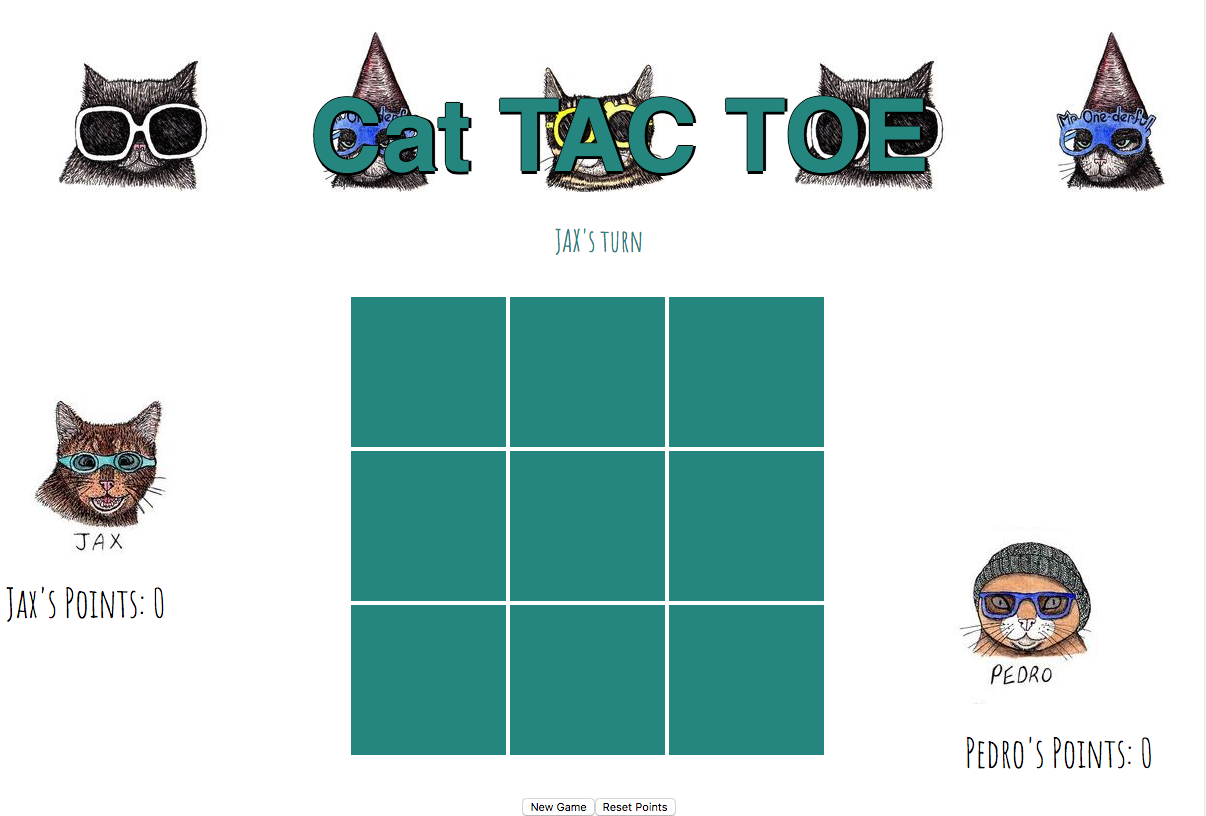 Cat TAC TOE
Mr One-derful!
JAX's turn
JAX
Jax's Points: 0
PEDRO
Pedro's Points: 0
New Game
Reset Points